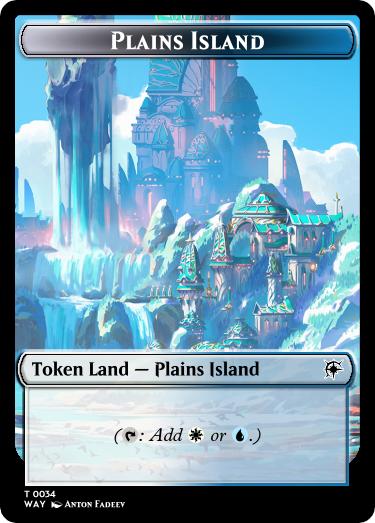 Plains Island
Token Land — Plains Island
(: Add or .)
T 0034
WAY Anton Fadeev